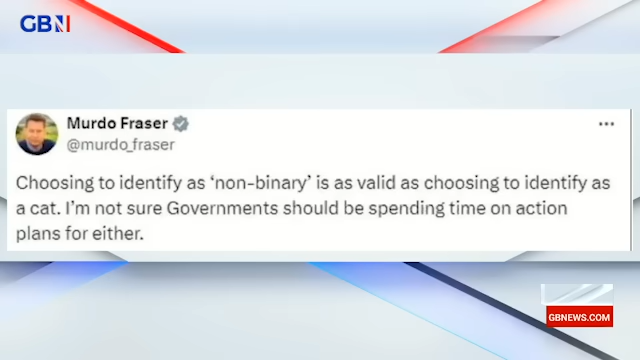 GBN
Murdo Fraser
@murdo_fraser
Choosing to identify as ‘non-binary’ is as valid as choosing to identify as
a cat. I’m not sure Governments should be spending time on action
plans for either.
GBNEWS.COM